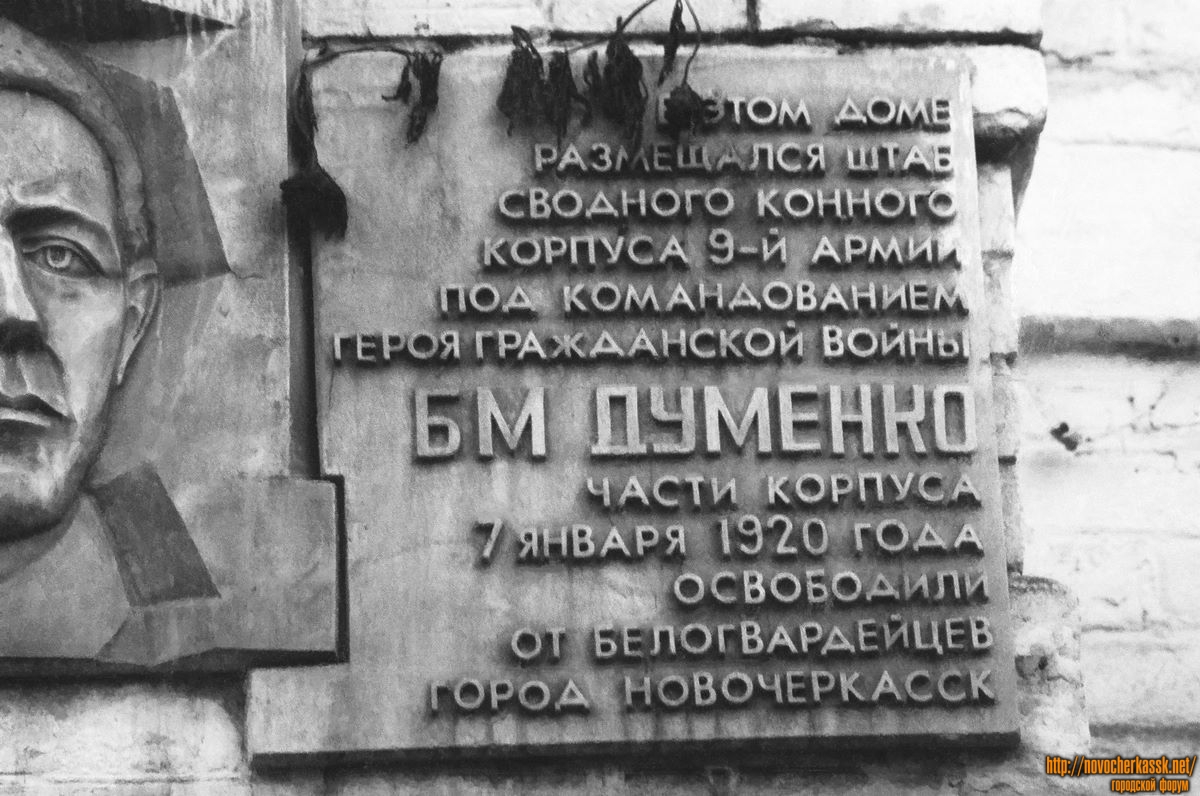 В ЭТОМ ДОМЕ
РАЗМЕЩАЛСЯ ШТАБ
СВОДНОГО КОННОГО
КОРПУСА 9-Й АРМИИ
ПОД КОМАНДОВАНИЕМ
ГЕРОЯ ГРАЖДАНСКОЙ ВОЙНЫ
БМ ДУМЕНКО
ЧАСТИ КОРПУСА
7 ЯНВАРЯ 1920 ГОДА
ОСВОБОДИЛИ
ОТ БЕЛОГВАРДЕЙЦЕВ
ГОРОД НОВОЧЕРКАССК
http://novocherkassk.net/
городской форум